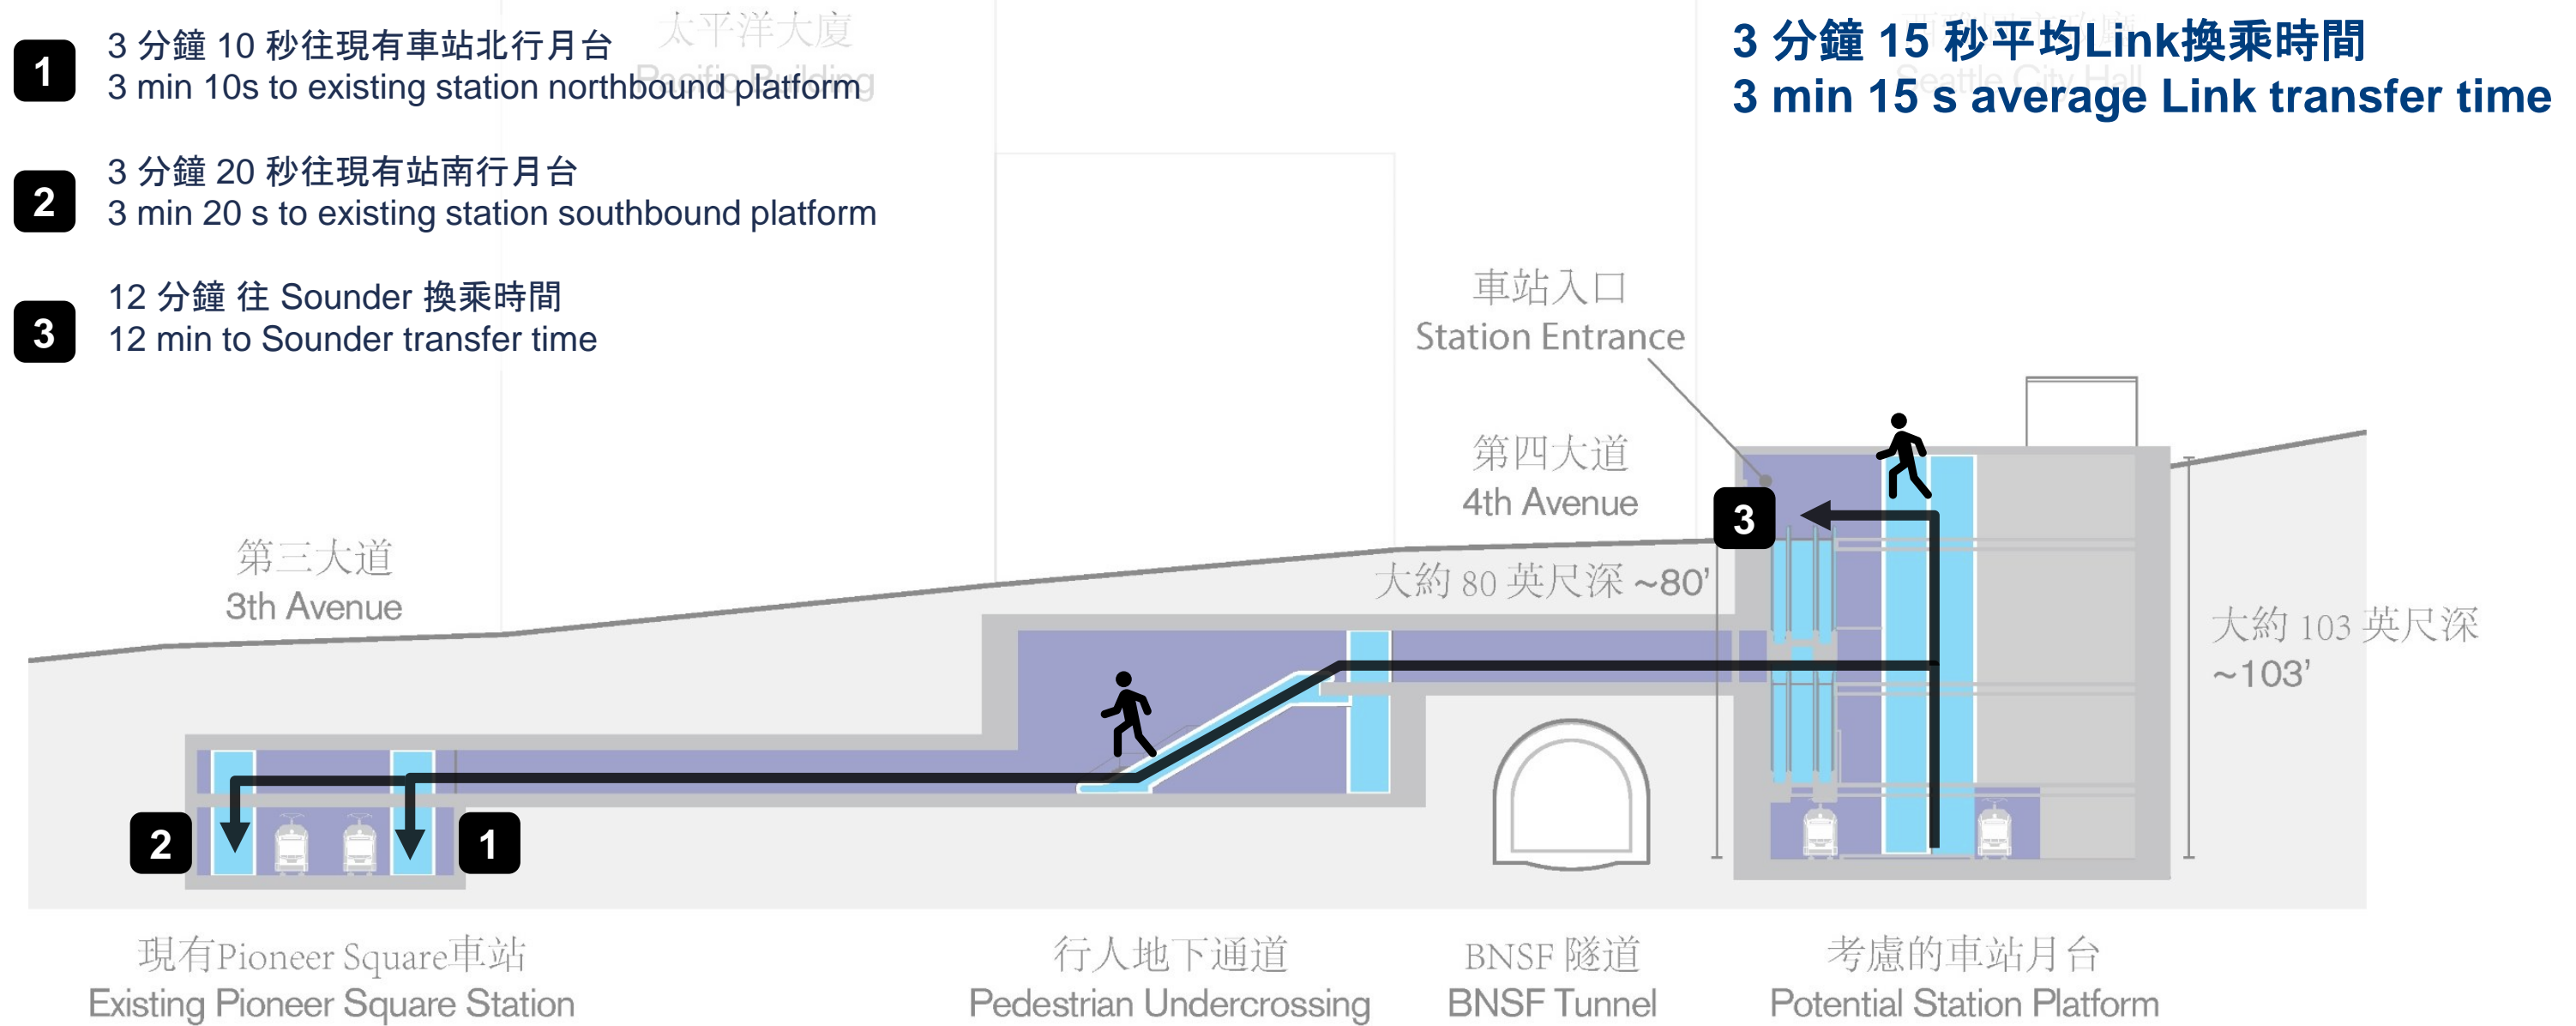 太平洋大廈
Pacific Building
1
3 分鐘 10 秒往現有車站北行月台
3 min 10s to existing station northbound platform
2
3 分鐘 20 秒往現有站南行月台
3 min 20 s to existing station southbound platform
3
12 分鐘 往 Sounder 換乘時間
12 min to Sounder transfer time
3 分鐘 15 秒平均Link換乘時間
3 min 15 s average Link transfer time
Seattle City Hall
車站入口
Station Entrance
第四大道
4th Avenue
3
第三大道
3th Avenue
大約 80 英尺深 ~80’
大約 103 英尺深
~103’
2
1
現有Pioneer Square車站
Existing Pioneer Square Station
行人地下通道
Pedestrian Undercrossing
BNSF 隧道
BNSF Tunnel
考慮的車站月台
Potential Station Platform